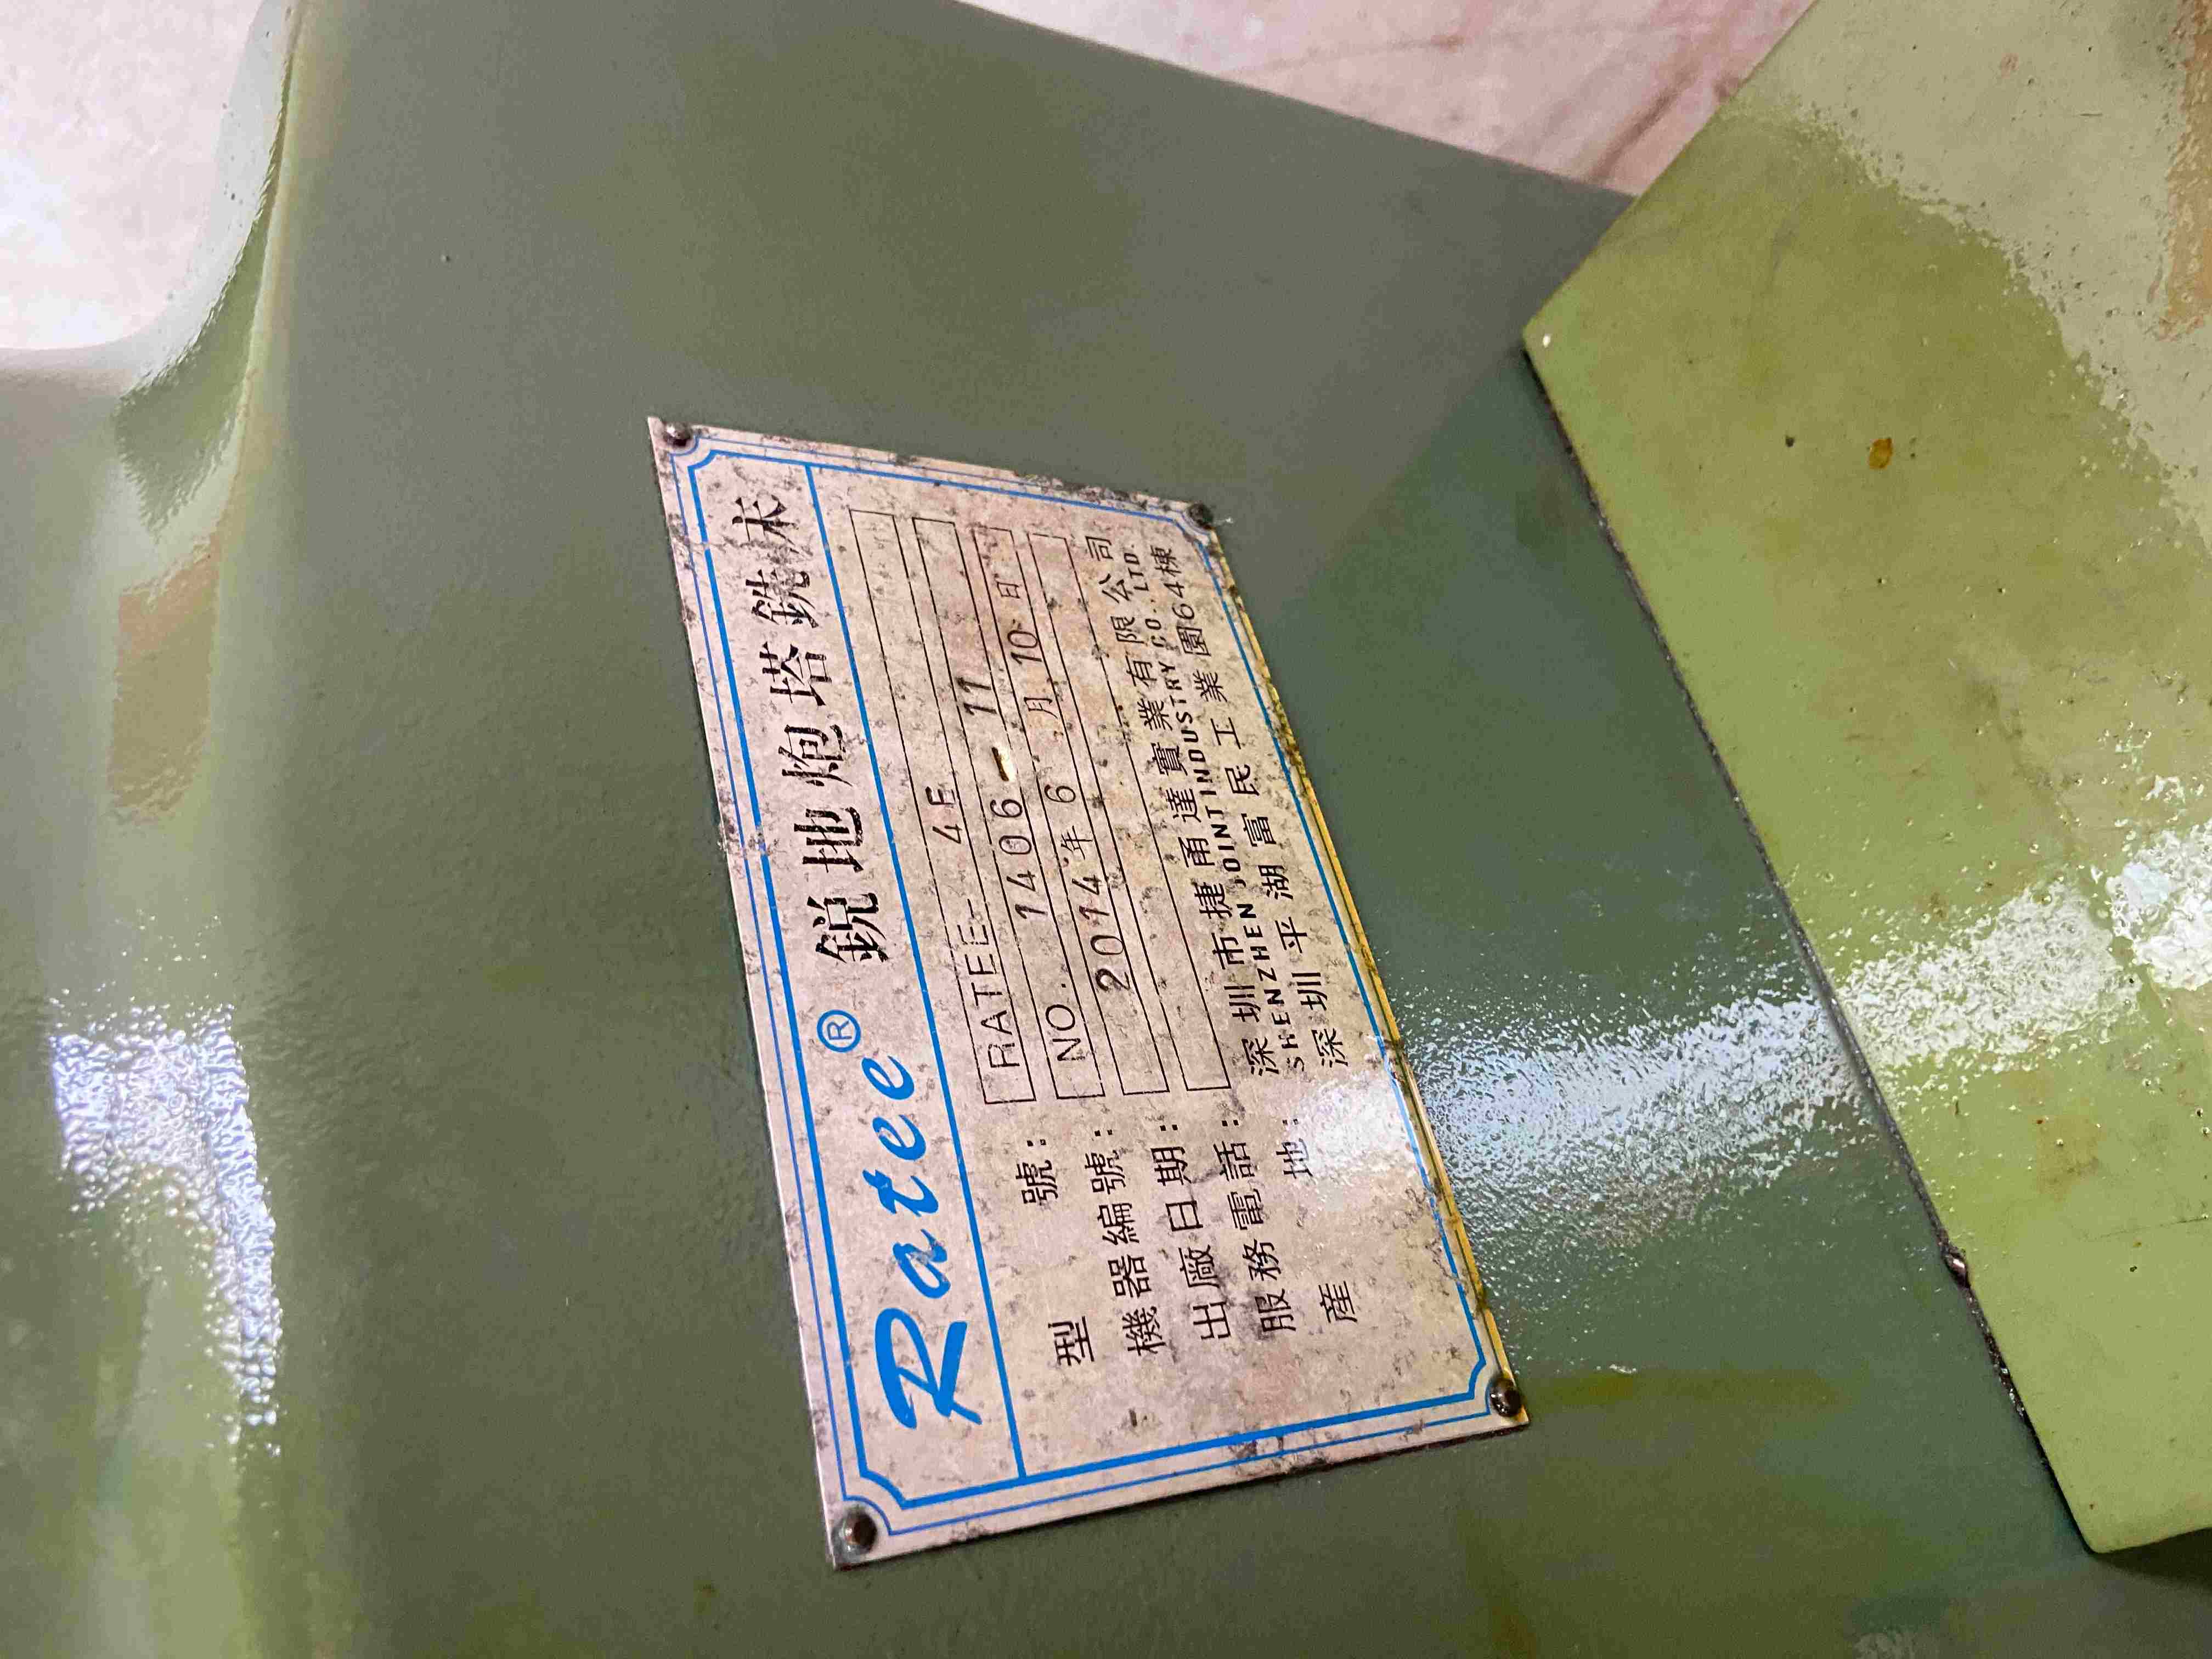 Ratee® 銳地炮塔銑床
型號: RATEE- 4E
機器編號: NO. 1406-11
出廠日期: 2014年6月10日
服務電話:
產地: 深圳市捷甬達實業有限公司
SHENZHEN JOINT INDUSTRY CO.,LTD.
深圳平湖富民工業園64棟